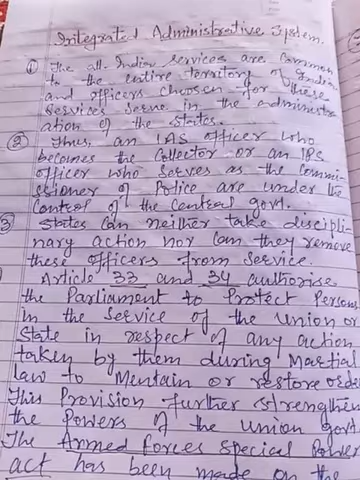 Integrated Administrative System.
① The all-India services are common
to the entire territory of India
and officers choosen for these
services serve in the administr
ation of the states.
② Thus, an IAS officer who
becomes the collector or an IPS
officer who serves as the Commi-
ssioner of Police are under the
control of the central govt.
③ States can neither take discipli-
nary action nor can they remove
these officers from service.
Article 33 and 34 authorise
the Parliament to Protect Persons
in the service of the Union or
State in respect of any action
taken by them during Martial
law to Mentain or restore order
This Provision further strengthen
the Powers of the union govt.
The Armed forces special Power
act has been made on the